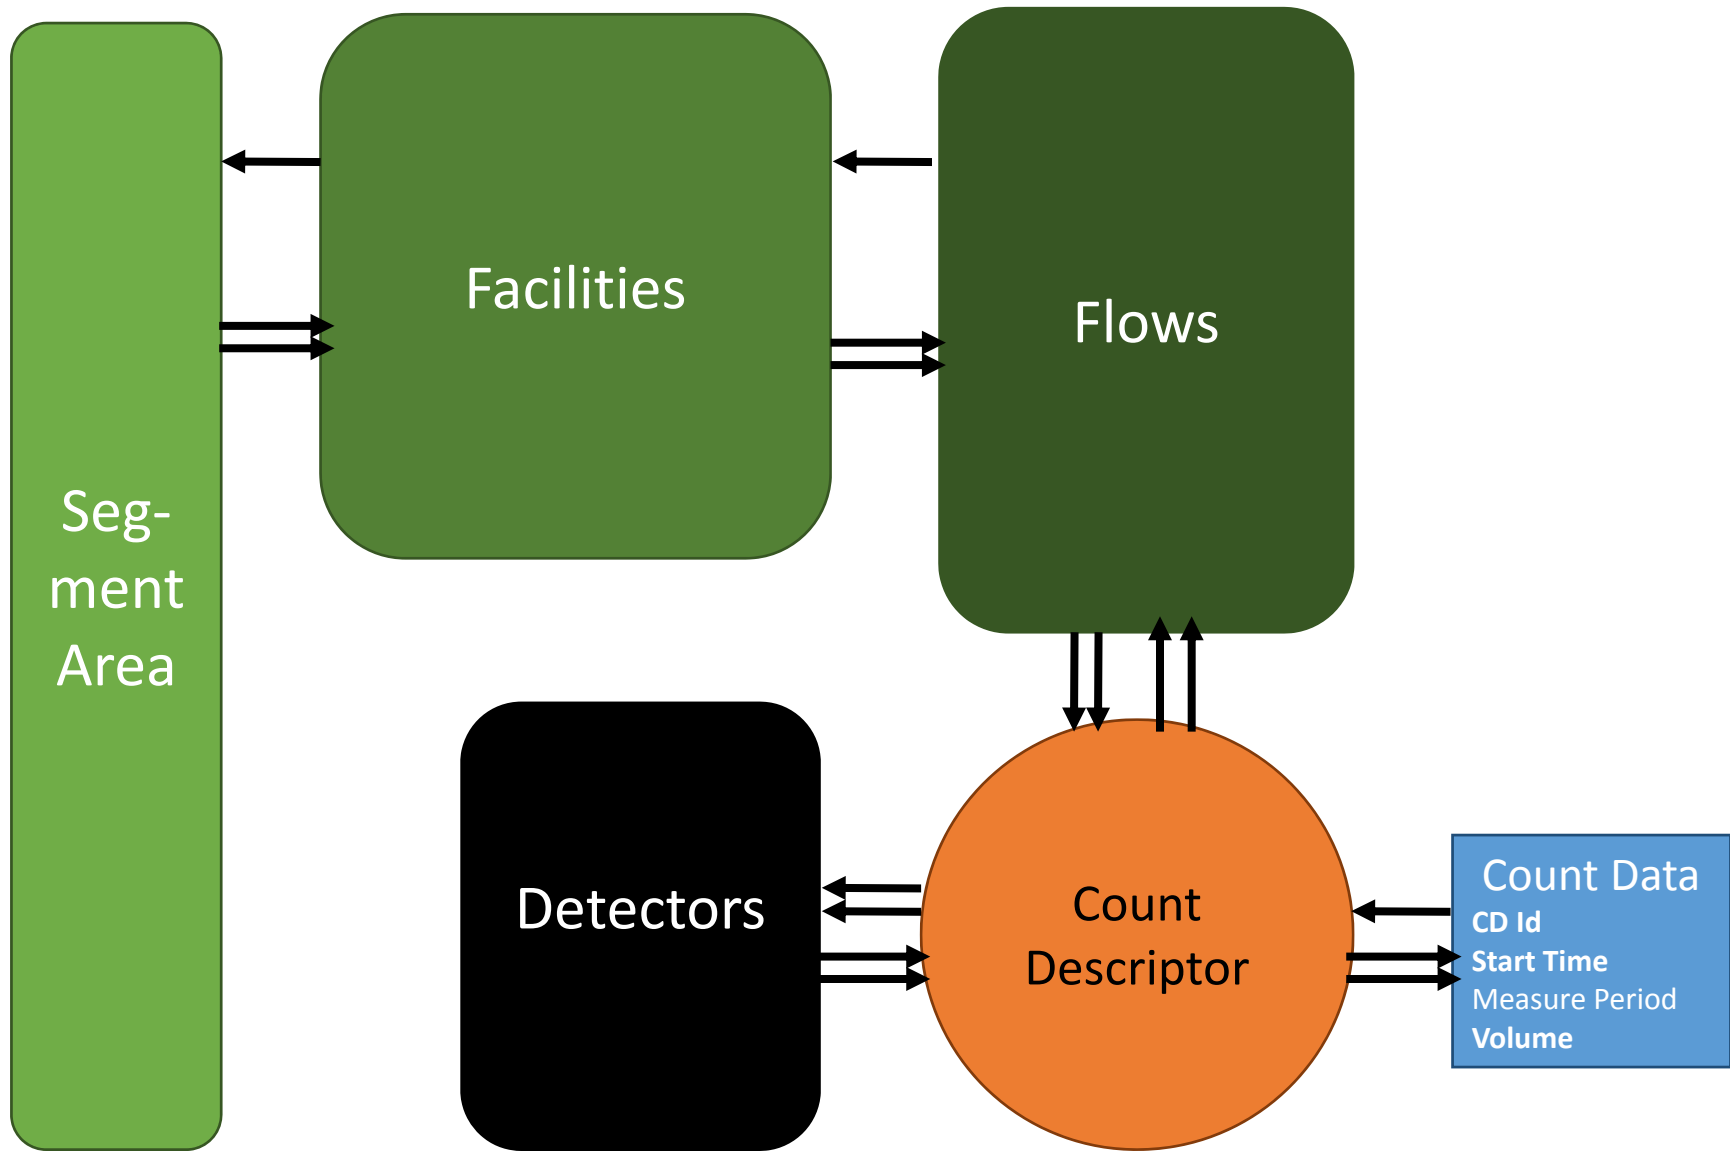 Seg-
ment
Area
Facilities
Flows
Detectors
Count
Descriptor
Count Data
CD Id
Start Time
Measure Period
Volume